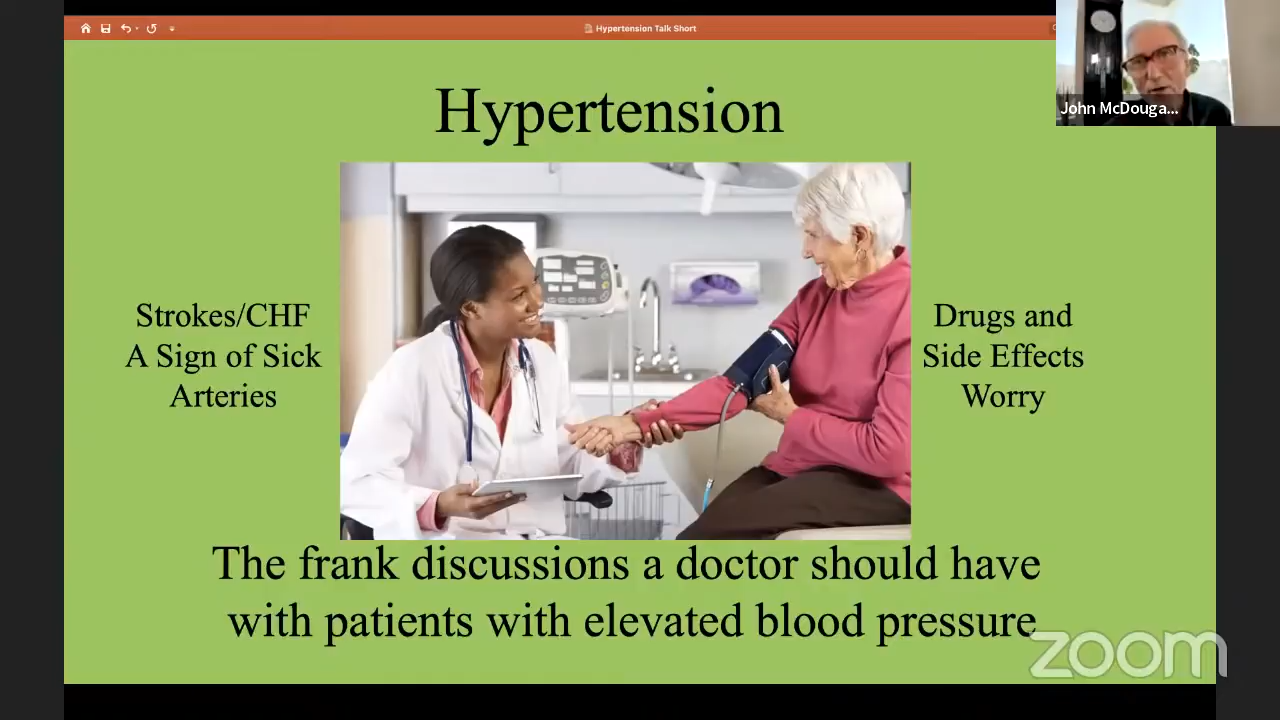 Hypertension Talk Short
John McDouga...
Hypertension
Strokes/CHF
A Sign of Sick
Arteries
Drugs and
Side Effects
Worry
The frank discussions a doctor should have
with patients with elevated blood pressure
zoom